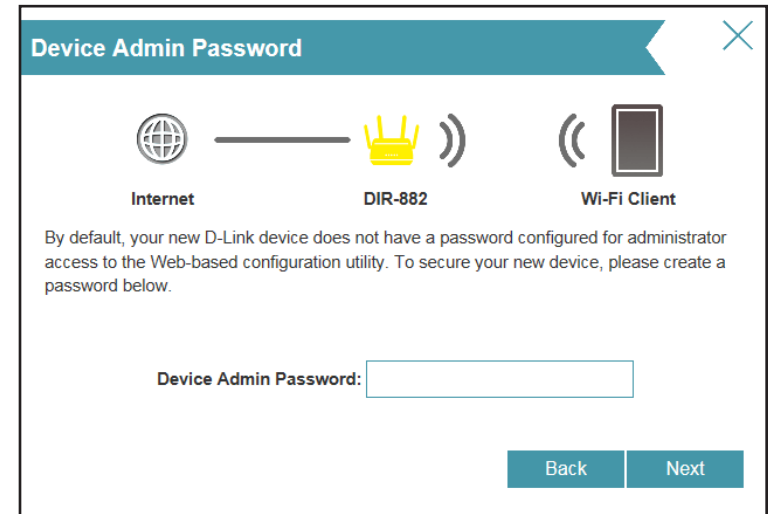 Device Admin Password
Internet
DIR-882
Wi-Fi Client
By default, your new D-Link device does not have a password configured for administrator
access to the Web-based configuration utility. To secure your new device, please create a
password below.
Device Admin Password:
Back
Next